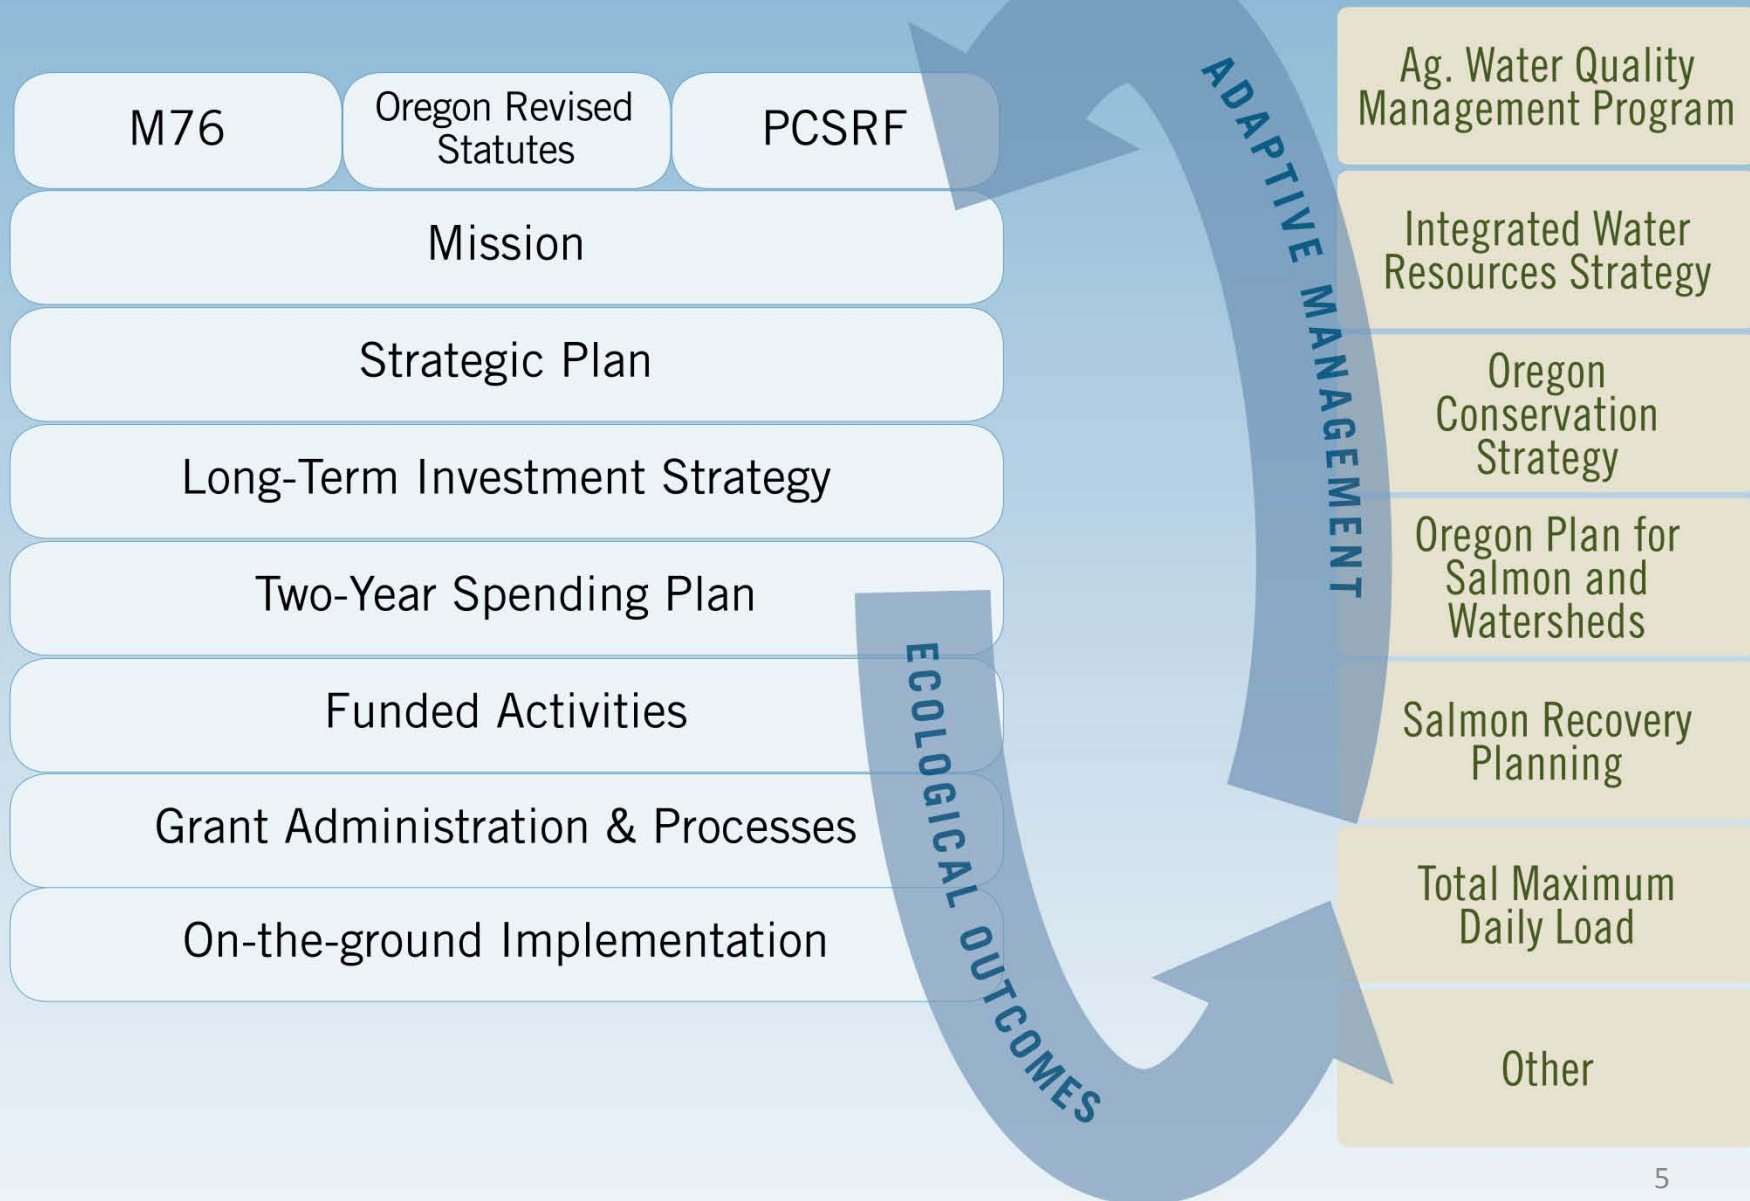 M76
Oregon Revised
Statutes
PCSRF
Mission
Strategic Plan
Long-Term Investment Strategy
Two-Year Spending Plan
Funded Activities
Grant Administration & Processes
On-the-ground Implementation
ECOLOGICAL OUTCOMES
ADAPTIVE MANAGEMENT
Ag. Water Quality
Management Program
Integrated Water
Resources Strategy
Oregon
Conservation
Strategy
Oregon Plan for
Salmon and
Watersheds
Salmon Recovery
Planning
Total Maximum
Daily Load
Other
5